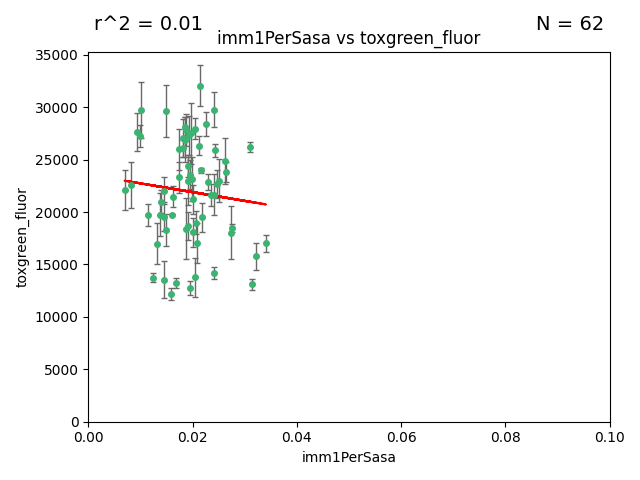 r^2 = 0.01
N = 62
imm1PerSasa vs toxgreen_fluor
35000
30000
25000
20000
15000
10000
5000
0
toxgreen_fluor
0.00
0.02
0.04
0.06
0.08
0.10
imm1PerSasa